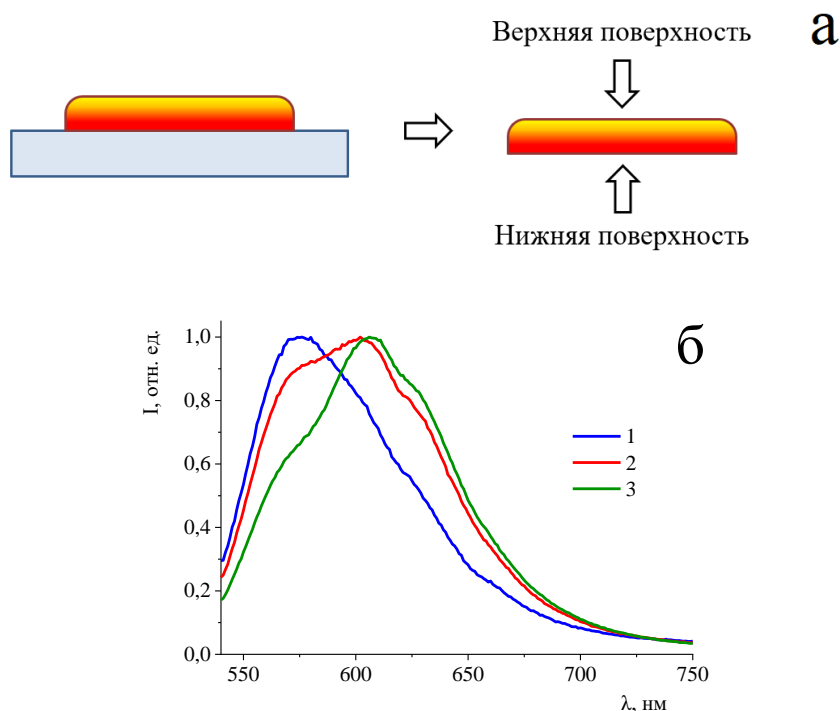 а
Верхняя поверхность
Нижняя поверхность
б
I, отн. ед.
1,0
0,8
0,6
0,4
0,2
0,0
1
2
3
550
600
650
700
750
λ, нм